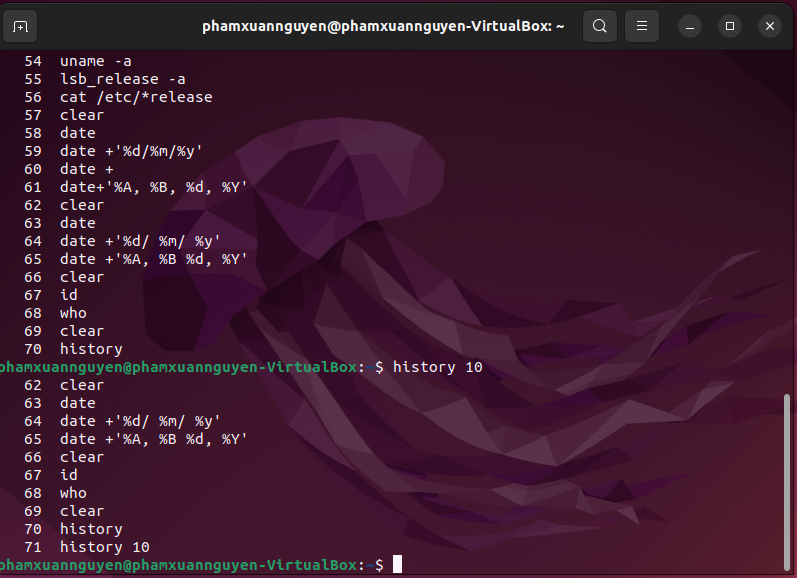 phamxuannguyen@phamxuannguyen-VirtualBox: ~
54 uname -a
55 lsb_release -a
56 cat /etc/*release
57 clear
58 date
59 date +'%d/%m/%y'
60 date +
61 date+'%A, %B, %d, %Y'
62 clear
63 date
64 date +'%d/ %m/ %y'
65 date +'%A, %B %d, %Y'
66 clear
67 id
68 who
69 clear
70 history
phamxuannguyen@phamxuannguyen-VirtualBox:~$ history 10
62 clear
63 date
64 date +'%d/ %m/ %y'
65 date +'%A, %B %d, %Y'
66 clear
67 id
68 who
69 clear
70 history
71 history 10
phamxuannguyen@phamxuannguyen-VirtualBox:~$